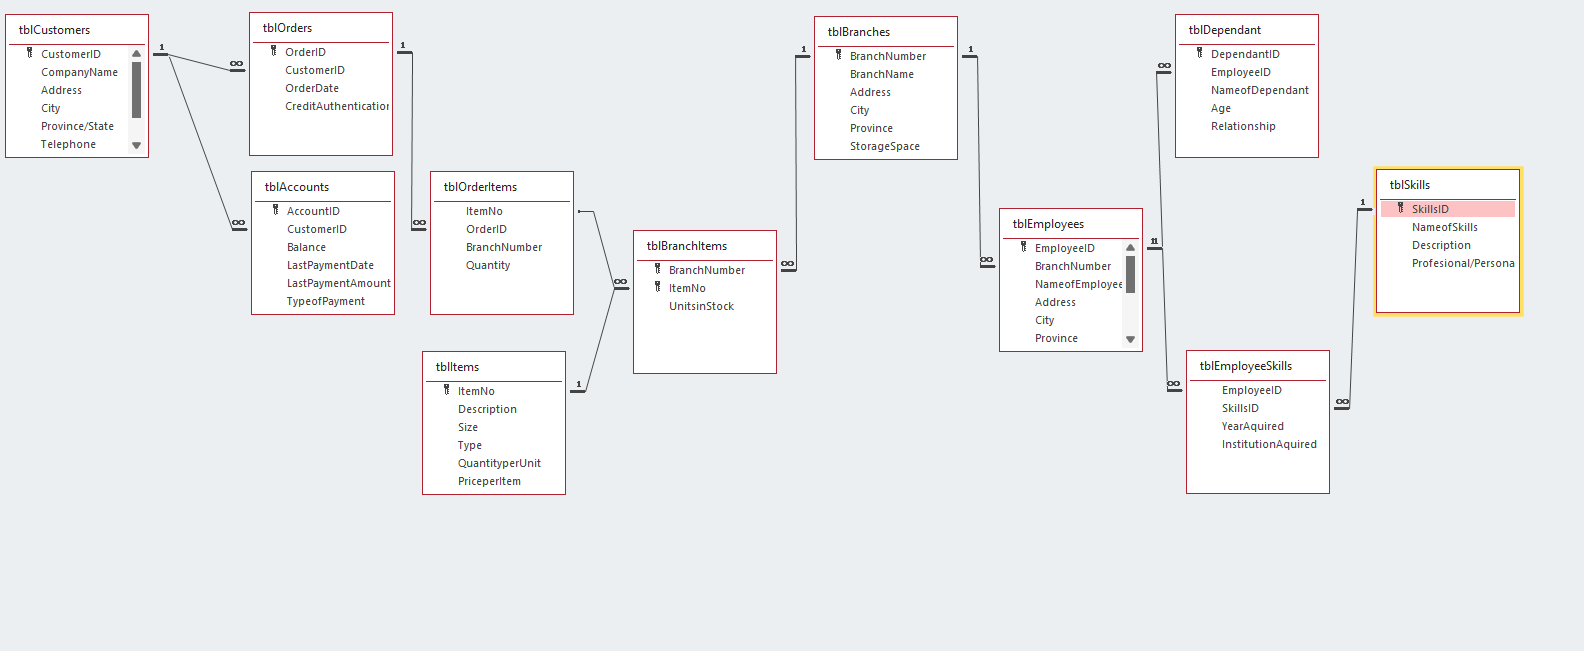 tblCustomers
CustomerID
CompanyName
Address
City
Province/State
Telephone
1
∞
∞
tblOrders
OrderID
CustomerID
OrderDate
CreditAuthentication
1
∞
tblAccounts
AccountID
CustomerID
Balance
LastPaymentDate
LastPaymentAmount
TypeofPayment
tblOrderItems
ItemNo
OrderID
BranchNumber
Quantity
tblItems
ItemNo
Description
Size
Type
QuantityperUnit
PriceperItem
1
∞
tblBranchItems
BranchNumber
ItemNo
UnitsinStock
∞
1
tblBranches
BranchNumber
BranchName
Address
City
Province
StorageSpace
1
∞
tblEmployees
EmployeeID
BranchNumber
NameofEmployee
Address
City
Province
11
∞
∞
tblDependant
DependantID
EmployeeID
NameofDependant
Age
Relationship
tblEmployeeSkills
EmployeeID
SkillsID
YearAquired
InstitutionAquired
∞
1
tblSkills
SkillsID
NameofSkills
Description
Profesional/Persona